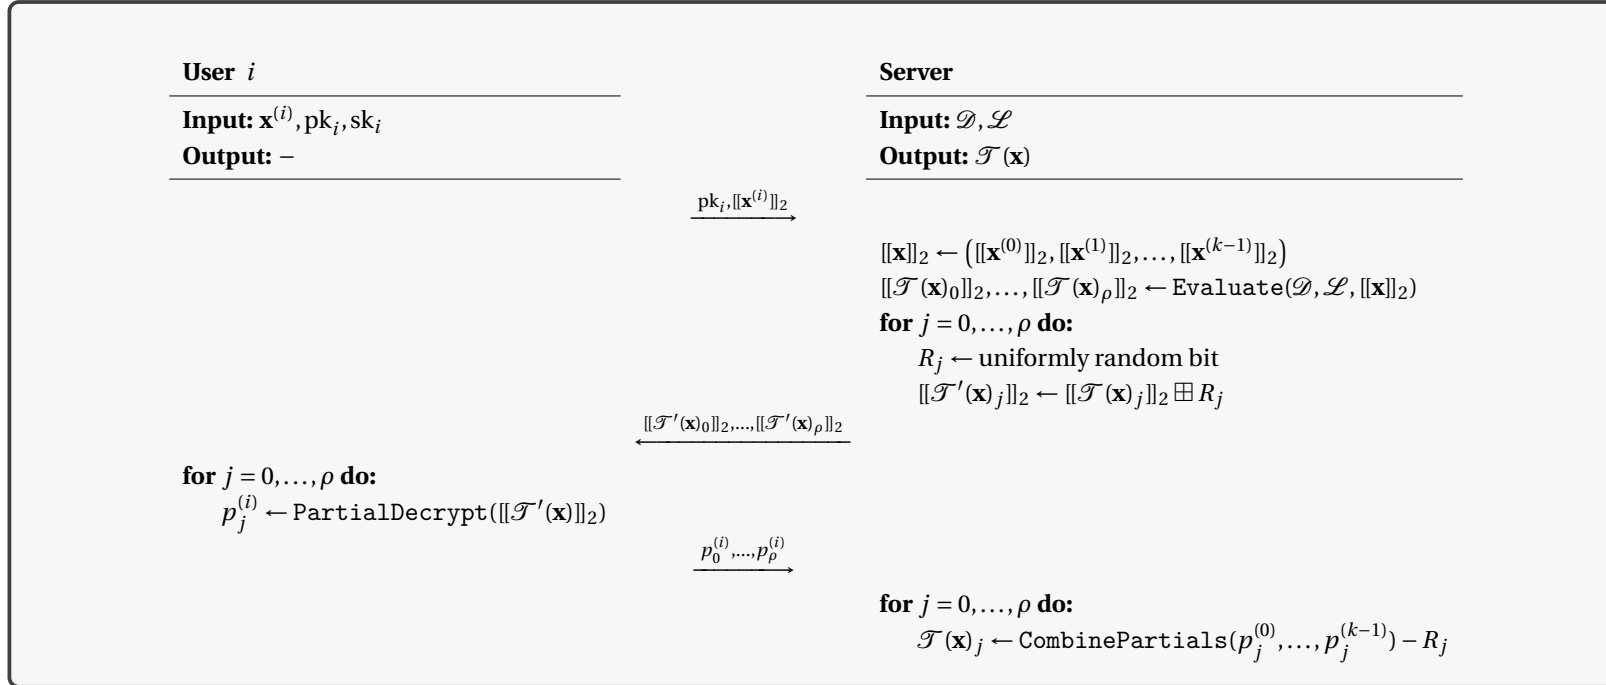 User i
Server
Input: 𝐱^(i), pk_i, sk_i
Input: 𝒟, ℒ
Output: −
Output: 𝒯(𝐱)
pk_i, [[𝐱^(i)]]_2
[[𝐱]]_2 ← ([[𝐱^(0)]]_2, [[𝐱^(1)]]_2, …, [[𝐱^(k−1)]]_2)
[[𝒯(𝐱)_0]]_2, …, [[𝒯(𝐱)_ρ]]_2 ← Evaluate(𝒟, ℒ, [[𝐱]]_2)
for j = 0, …, ρ do:
R_j ← uniformly random bit
[[𝒯′(𝐱)_j]]_2 ← [[𝒯(𝐱)_j]]_2 ⊞ R_j
[[𝒯′(𝐱)_0]]_2, …, [[𝒯′(𝐱)_ρ]]_2
for j = 0, …, ρ do:
p_j^(i) ← PartialDecrypt([[𝒯′(𝐱)]]_2)
p_0^(i), …, p_ρ^(i)
for j = 0, …, ρ do:
𝒯(𝐱)_j ← CombinePartials(p_j^(0), …, p_j^(k−1)) − R_j